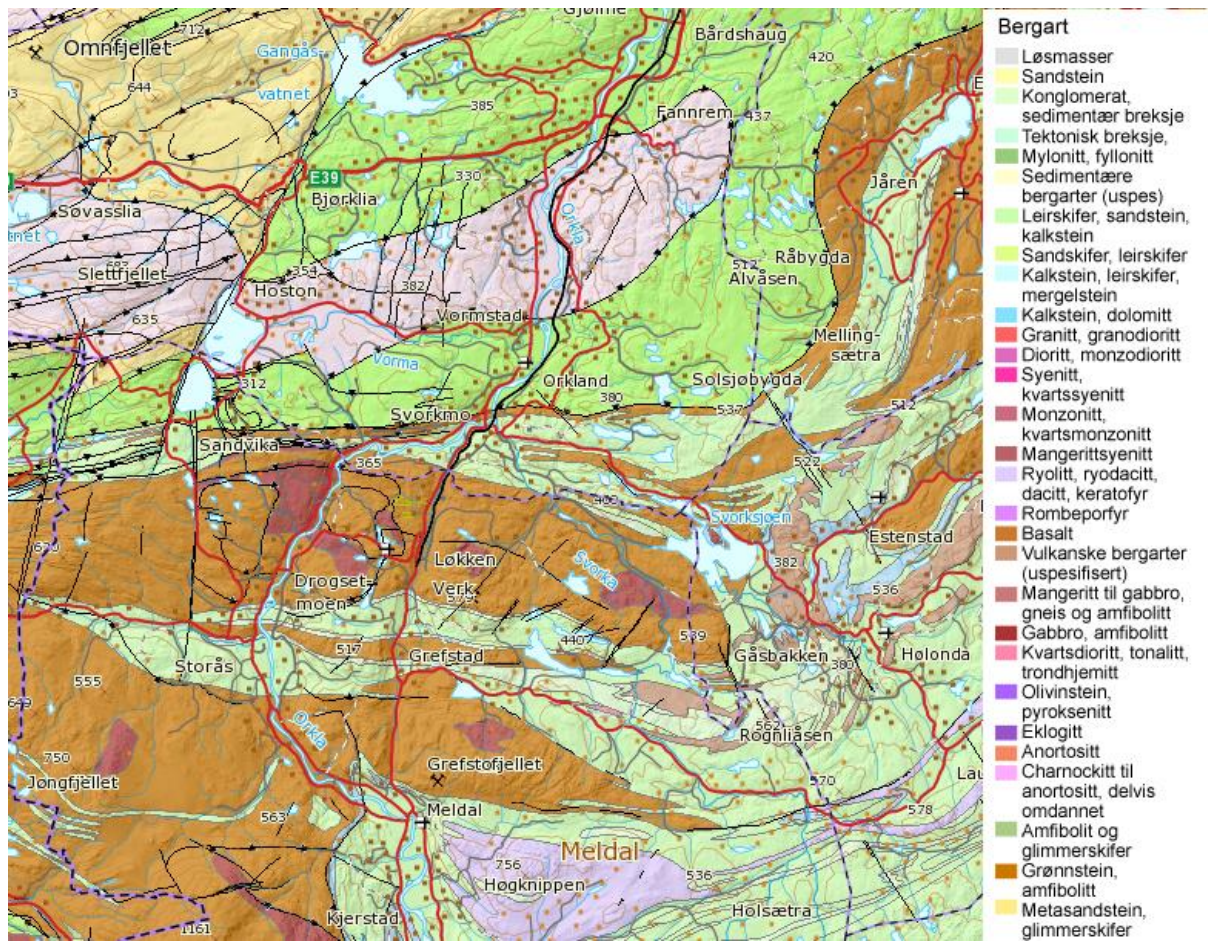 Gjølme
712
Bårdshaug
Omnfjellet
Gangås-
vatnet
420
644
385
Fannrem
437
E39
330
Bjørklia
Jåren
Søvasslia
Orkla
Slettfjellet
354
Råbygda
512
Hoston
382
Ålvåsen
635
Vormstad
Melling-
sætra
Vorma
312
Orkland
380
Solsjøbygda
Svorkmo
537
512
Sandvika
365
522
403
Svorksjøen
Estenstad
670
Løkken
Verk
382
Svorka
Drogset-
moen
536
539
440
517
Grefstad
Gåsbakken
380
Hølonda
Storås
555
562
Orkla
Rognliåsen
750
Grefstofjellet
Jongfjellet
570
578
563
Meldal
Meldal
756
Høgknippen
536
Holsætra
Kjerstad
1161
Bergart
Løsmasser
Sandstein
Konglomerat,
sedimentær breksje
Tektonisk breksje,
Mylonitt, fyllonitt
Sedimentære
bergarter (uspes)
Leirskifer, sandstein,
kalkstein
Sandskifer, leirskifer
Kalkstein, leirskifer,
mergelstein
Kalkstein, dolomitt
Granitt, granodioritt
Dioritt, monzodioritt
Syenitt,
kvartssyenitt
Monzonitt,
kvartsmonzonitt
Mangerittsyenitt
Ryolitt, ryodacitt,
dacitt, keratofyr
Rombeporfyr
Basalt
Vulkanske bergarter
(uspesifisert)
Mangeritt til gabbro,
gneis og amfibolitt
Gabbro, amfibolitt
Kvartsdioritt, tonalitt,
trondhjemitt
Olivinstein,
pyroksenitt
Eklogitt
Anortositt
Charnockitt til
anortositt, delvis
omdannet
Amfibolit og
glimmerskifer
Grønnstein,
amfibolitt
Metasandstein,
glimmerskifer